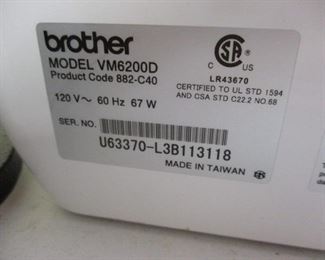 brother
MODEL VM6200D
Product Code 882-C40
120 V~ 60 Hz 67 W
SER. NO.
U63370-L3B113118
MADE IN TAIWAN
C US
LR43670
CERTIFIED TO UL STD 1594
AND CSA STD C22.2 NO.68